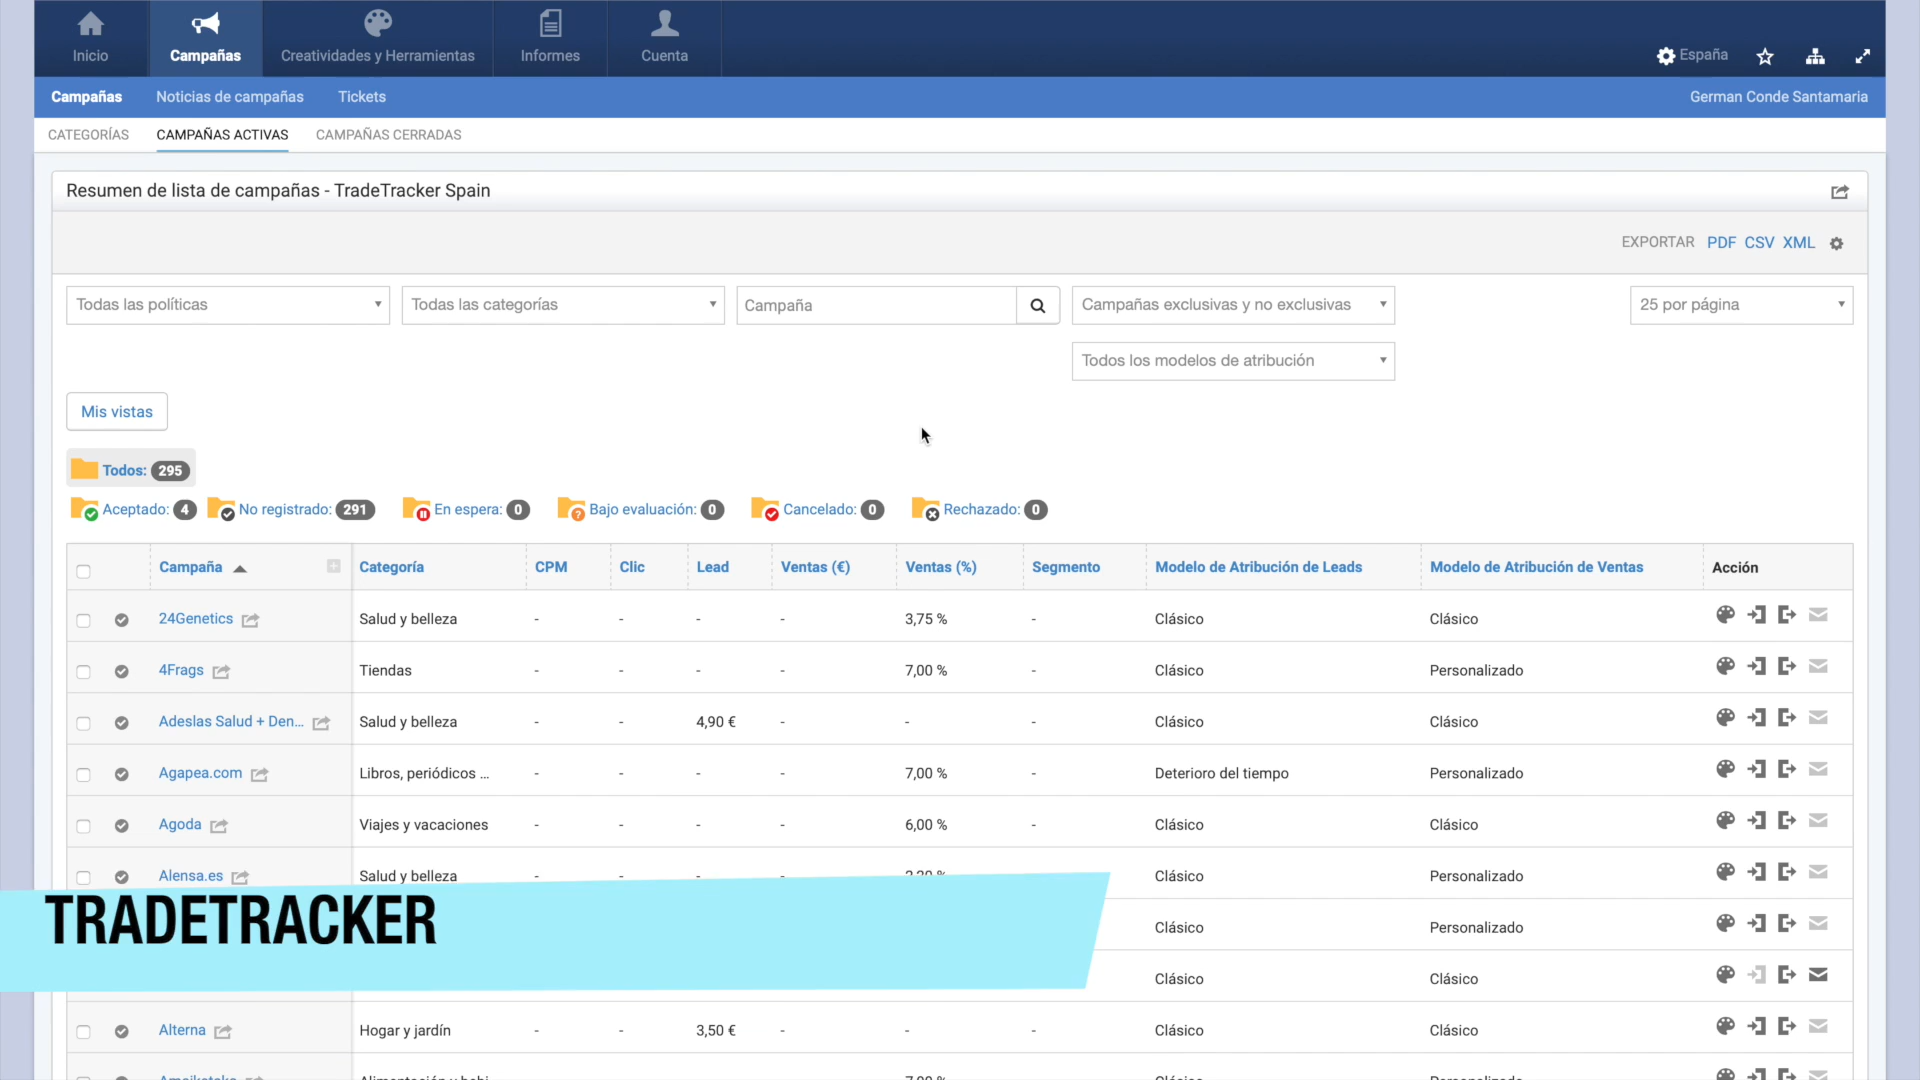 Inicio
Campañas
Creatividades y Herramientas
Informes
Cuenta
España
Campañas
Noticias de campañas
Tickets
German Conde Santamaria
CATEGORÍAS
CAMPAÑAS ACTIVAS
CAMPAÑAS CERRADAS
Resumen de lista de campañas - TradeTracker Spain
EXPORTAR PDF CSV XML
Todas las políticas
Todas las categorías
Campaña
Campañas exclusivas y no exclusivas
25 por página
Todos los modelos de atribución
Mis vistas
Todos: 295
Aceptado: 4 No registrado: 291 En espera: 0 Bajo evaluación: 0 Cancelado: 0 Rechazado: 0
Campaña Categoría CPM Clic Lead Ventas (€) Ventas (%) Segmento Modelo de Atribución de Leads Modelo de Atribución de Ventas Acción
24Genetics Salud y belleza - - - - 3,75 % - Clásico Clásico
4Frags Tiendas - - - - 7,00 % - Clásico Personalizado
Adeslas Salud + Den... Salud y belleza - - 4,90 € - - - Clásico Clásico
Agapea.com Libros, periódicos ... - - - - 7,00 % - Deterioro del tiempo Personalizado
Agoda Viajes y vacaciones - - - - 6,00 % - Clásico Clásico
Alensa.es Salud y belleza - - - - - Clásico Personalizado
Clásico Personalizado
Clásico Clásico
TRADETRACKER
Alterna Hogar y jardín - - 3,50 € - - - Clásico Clásico